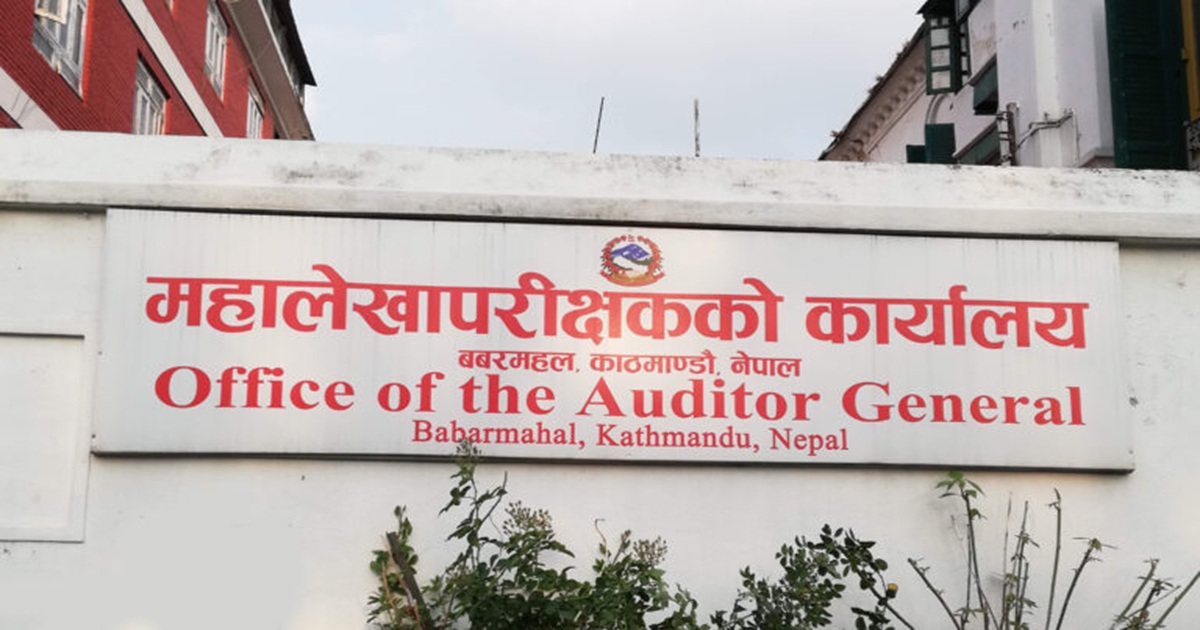 महालेखापरीक्षकको कार्यालय
बबरमहल, काठमाण्डौ, नेपाल
Office of the Auditor General
Babarmahal, Kathmandu, Nepal